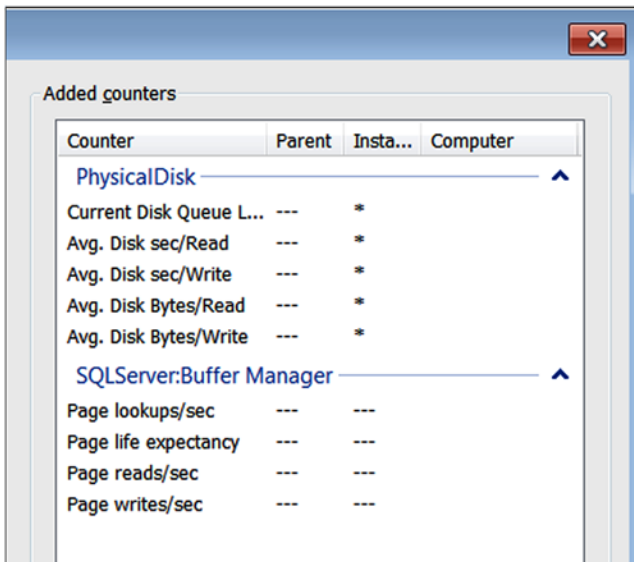 Added counters
Counter Parent Insta... Computer
PhysicalDisk
Current Disk Queue L... --- *
Avg. Disk sec/Read --- *
Avg. Disk sec/Write --- *
Avg. Disk Bytes/Read --- *
Avg. Disk Bytes/Write --- *
SQLServer:Buffer Manager
Page lookups/sec --- ---
Page life expectancy --- ---
Page reads/sec --- ---
Page writes/sec --- ---